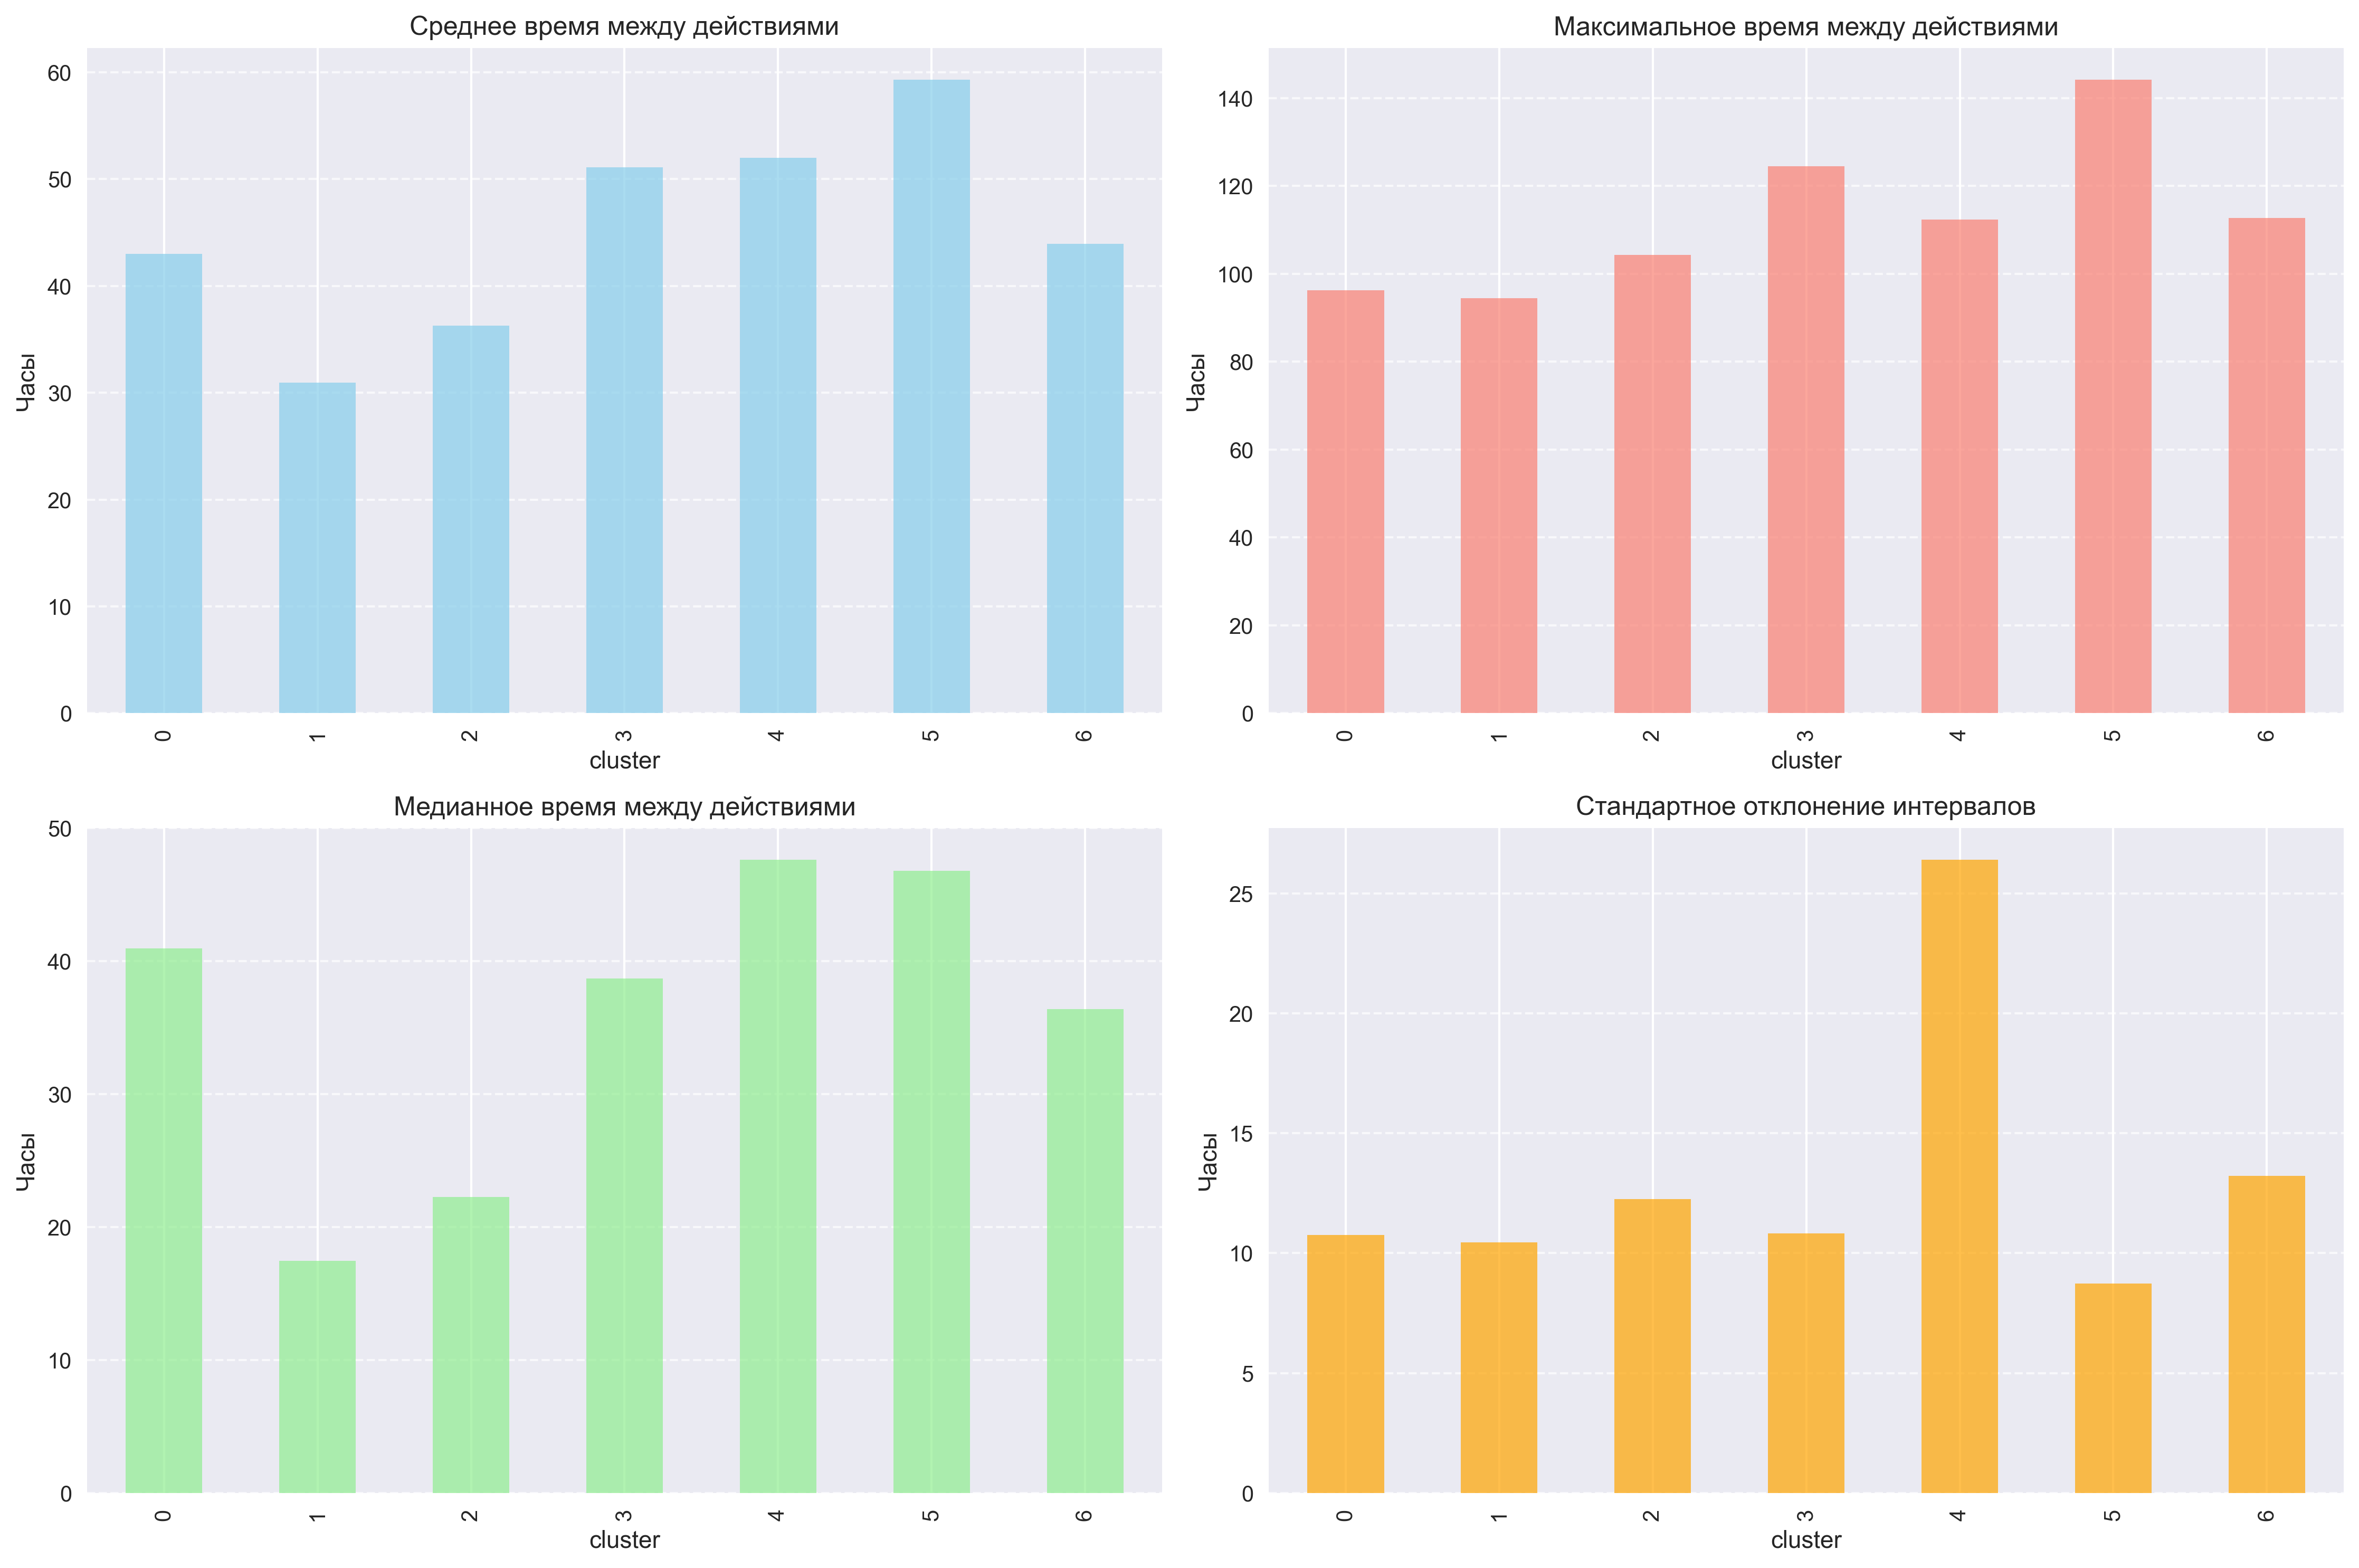 Среднее время между действиями
Часы
60
50
40
30
20
10
0
0 1 2 3 4 5 6
cluster
Максимальное время между действиями
Часы
140
120
100
80
60
40
20
0
0 1 2 3 4 5 6
cluster
Медианное время между действиями
Часы
50
40
30
20
10
0
0 1 2 3 4 5 6
cluster
Стандартное отклонение интервалов
Часы
25
20
15
10
5
0
0 1 2 3 4 5 6
cluster